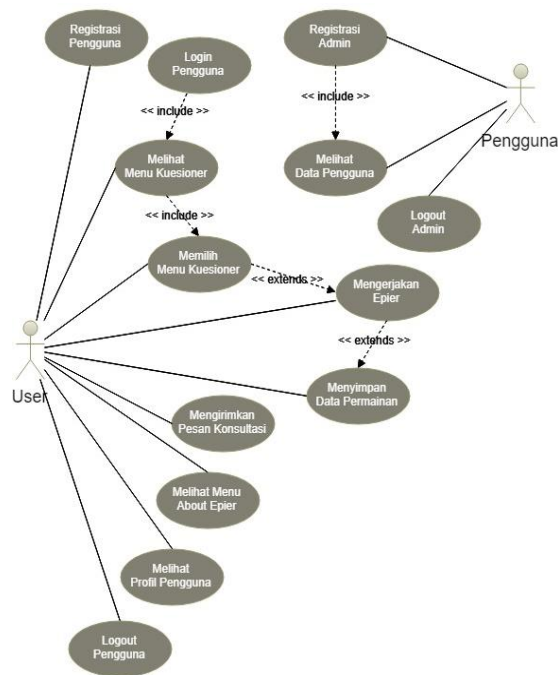 Registrasi
Pengguna
Login
Pengguna
<< include >>
Melihat
Menu Kuesioner
<< include >>
Memilih
Menu Kuesioner
<< extends >>
Mengerjakan
Epier
<< extends >>
Menyimpan
Data Permainan
User
Mengirimkan
Pesan Konsultasi
Melihat Menu
About Epier
Melihat
Profil Pengguna
Logout
Pengguna
Registrasi
Admin
<< include >>
Melihat
Data Pengguna
Logout
Admin
Pengguna